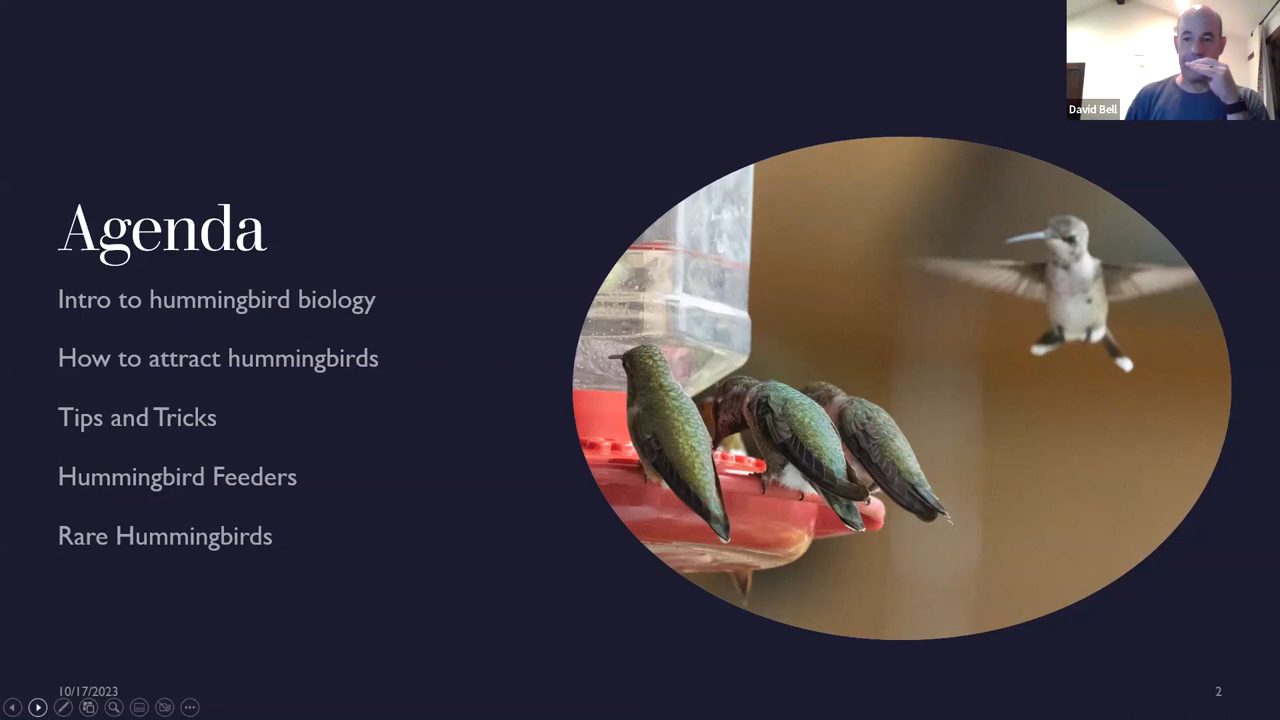 David Bell
Agenda
Intro to hummingbird biology
How to attract hummingbirds
Tips and Tricks
Hummingbird Feeders
Rare Hummingbirds
10/17/2023
2